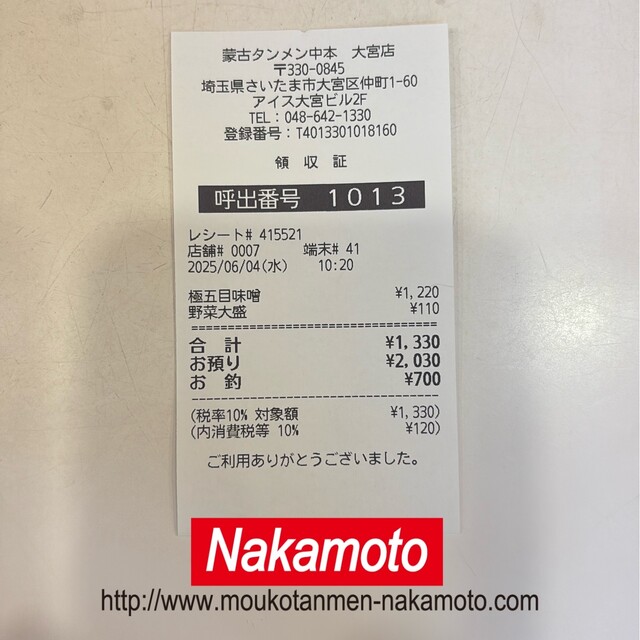 蒙古タンメン中本　大宮店
〒330-0845
埼玉県さいたま市大宮区仲町1-60
アイス大宮ビル2F
TEL：048-642-1330
登録番号：T4013301018160
領　収　証
呼出番号　１０１３
レシート# 415521
店舗# 0007　　端末# 41
2025/06/04(水)　　10:20
極五目味噌　　¥1,220
野菜大盛　　¥110
合　計　　¥1,330
お預り　　¥2,030
お　釣　　¥700
(税率10% 対象額　　¥1,330)
(内消費税等 10%　　¥120)
ご利用ありがとうございました。
Nakamoto
http://www.moukotanmen-nakamoto.com